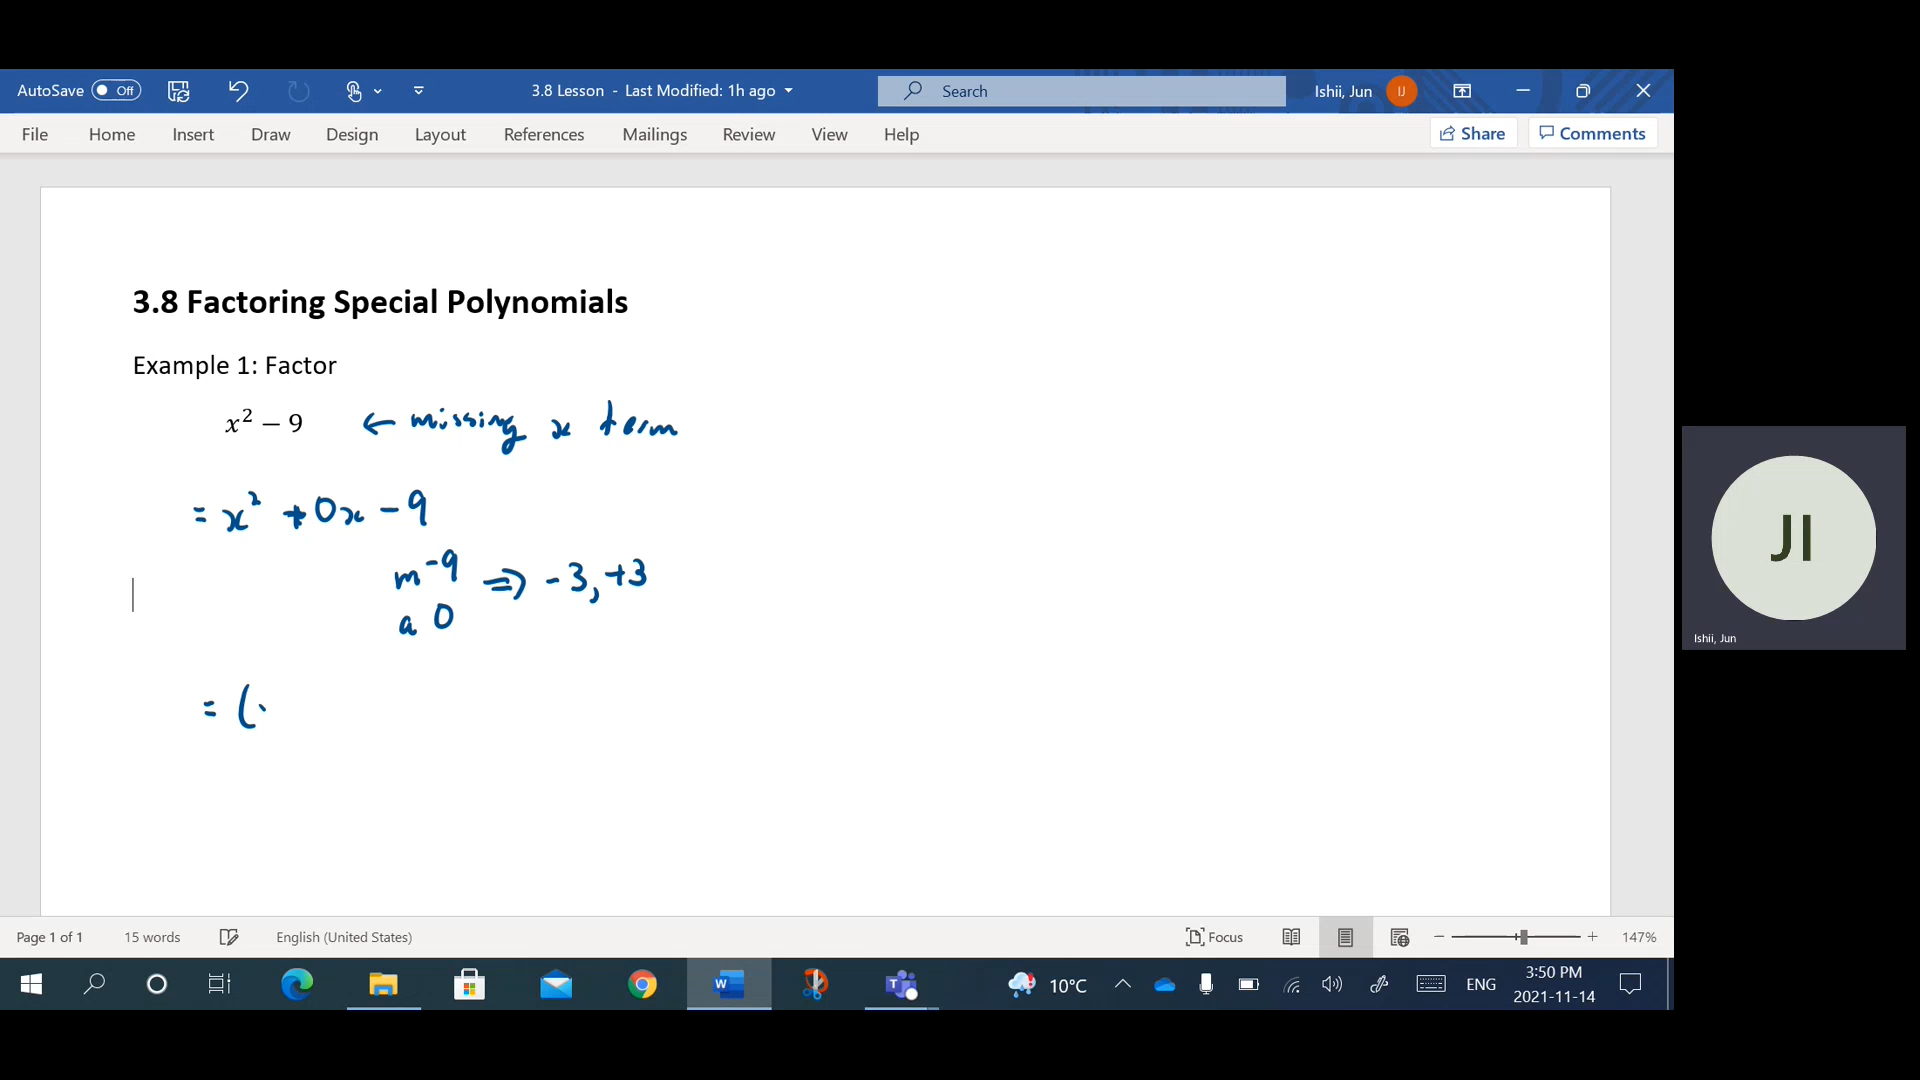 AutoSave Off 3.8 Lesson - Last Modified: 1h ago Search Ishii, Jun IJ
File Home Insert Draw Design Layout References Mailings Review View Help Share Comments
3.8 Factoring Special Polynomials
Example 1: Factor
x² − 9 ← missing x term
= x² + 0x − 9
m −9 ⇒ −3, +3
a 0
= (
JI
Ishii, Jun
Page 1 of 1 15 words English (United States) Focus 147%
10°C ENG 3:50 PM
2021-11-14